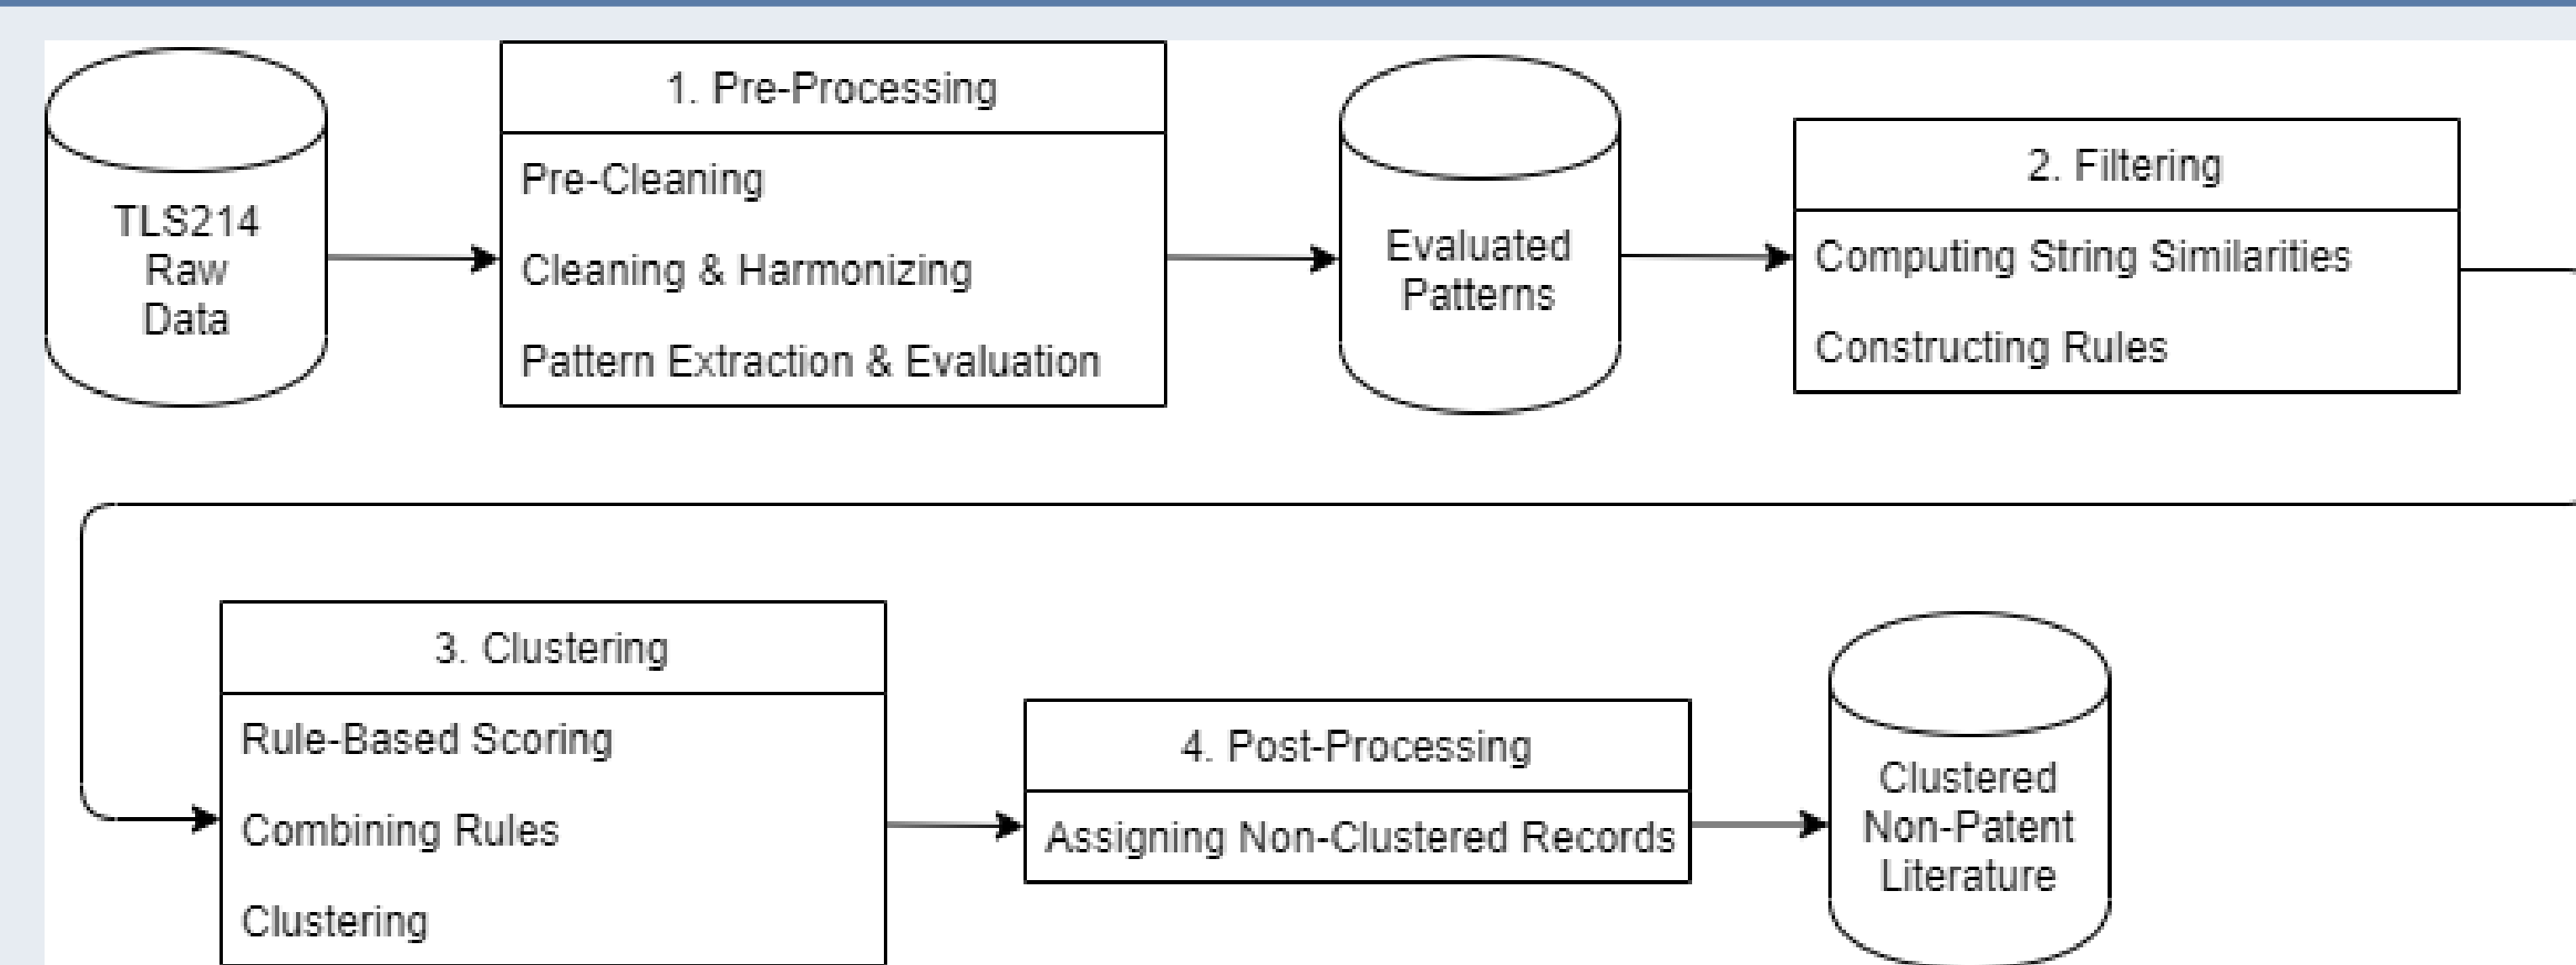 TLS214
Raw
Data
1. Pre-Processing
Pre-Cleaning
Cleaning & Harmonizing
Pattern Extraction & Evaluation
Evaluated
Patterns
2. Filtering
Computing String Similarities
Constructing Rules
3. Clustering
Rule-Based Scoring
Combining Rules
Clustering
4. Post-Processing
Assigning Non-Clustered Records
Clustered
Non-Patent
Literature